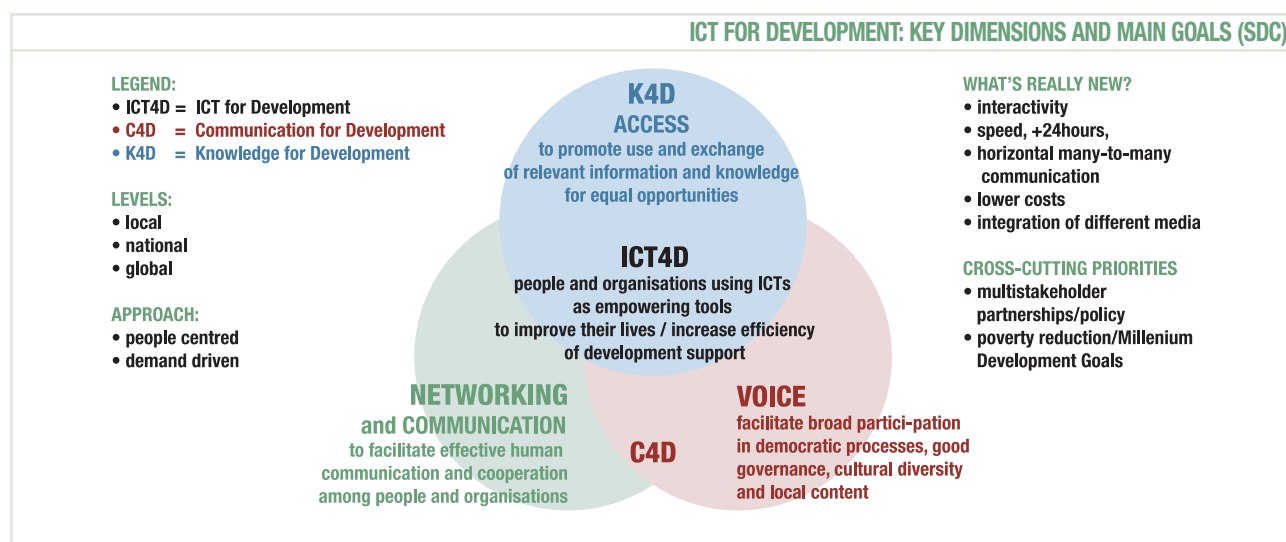 ICT FOR DEVELOPMENT: KEY DIMENSIONS AND MAIN GOALS (SDC)
LEGEND:
• ICT4D = ICT for Development
• C4D = Communication for Development
• K4D = Knowledge for Development
LEVELS:
• local
• national
• global
APPROACH:
• people centred
• demand driven
K4D
ACCESS
to promote use and exchange
of relevant information and knowledge
for equal opportunities
ICT4D
people and organisations using ICTs
as empowering tools
to improve their lives / increase efficiency
of development support
NETWORKING
and COMMUNICATION
to facilitate effective human
communication and cooperation
among people and organisations
C4D
VOICE
facilitate broad partici-pation
in democratic processes, good
governance, cultural diversity
and local content
WHAT'S REALLY NEW?
• interactivity
• speed, +24hours,
• horizontal many-to-many
communication
• lower costs
• integration of different media
CROSS-CUTTING PRIORITIES
• multistakeholder
partnerships/policy
• poverty reduction/Millenium
Development Goals